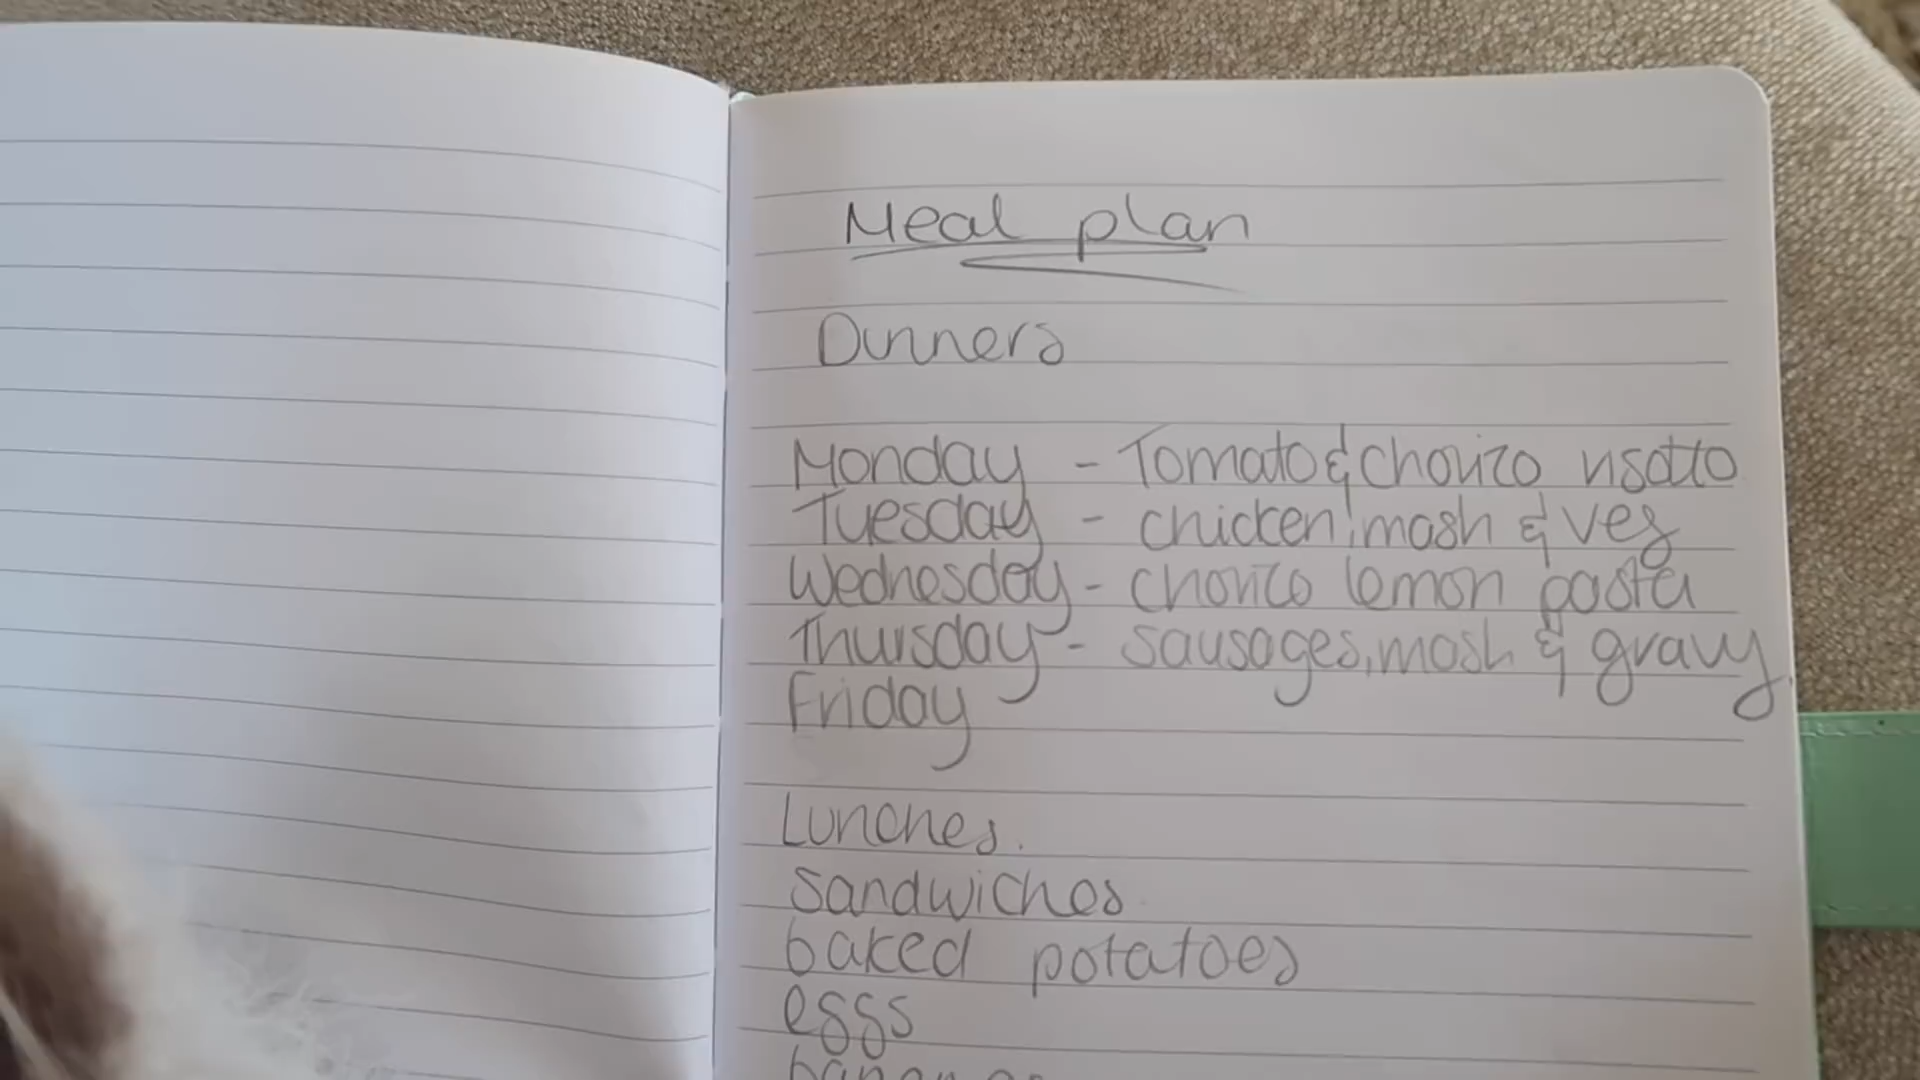 Meal plan
Dinners
Monday - Tomato & chorizo risotto
Tuesday - chicken, mash & veg
Wednesday - chorizo lemon pasta
Thursday - sausages, mash & gravy
Friday
Lunches.
sandwiches
baked potatoes
eggs